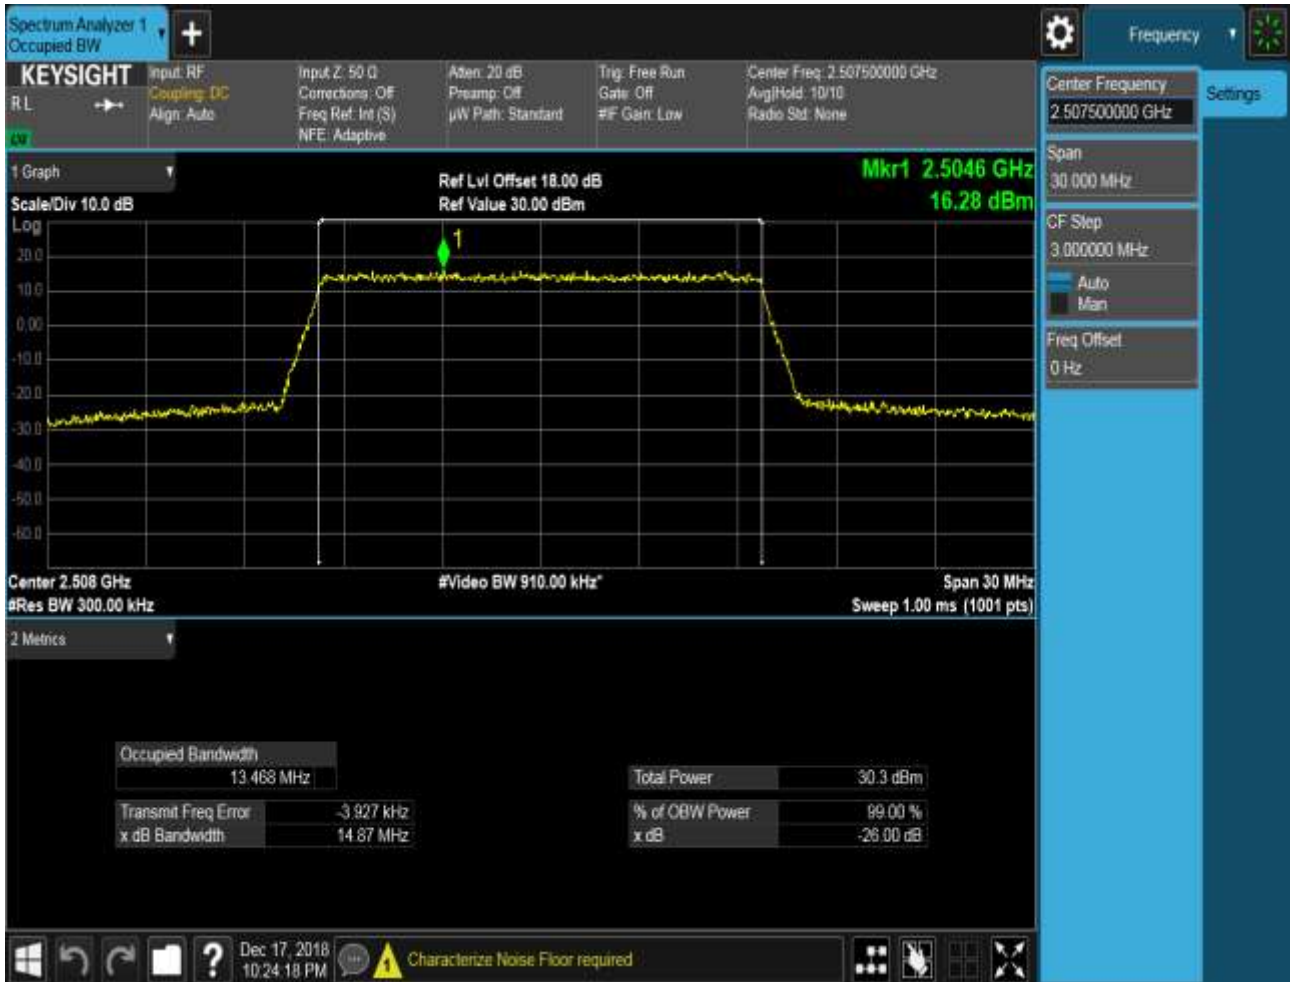 Spectrum Analyzer 1
Occupied BW
Frequency
KEYSIGHT
RL
Input: RF
Coupling: DC
Align: Auto
Input Z: 50 Ω
Corrections: Off
Freq Ref: Int (S)
NFE: Adaptive
Atten: 20 dB
Preamp: Off
µW Path: Standard
Trig: Free Run
Gate: Off
#IF Gain: Low
Center Freq: 2.507500000 GHz
Avg|Hold: 10/10
Radio Std: None
Center Frequency
2.507500000 GHz
Settings
Span
30.000 MHz
CF Step
3.000000 MHz
Auto
Man
Freq Offset
0 Hz
1 Graph
Scale/Div 10.0 dB
Ref Lvl Offset 18.00 dB
Ref Value 30.00 dBm
Mkr1 2.5046 GHz
16.28 dBm
Log
1
20.0
10.0
0.00
-10.0
-20.0
-30.0
-40.0
-50.0
-60.0
Center 2.508 GHz
#Res BW 300.00 kHz
#Video BW 910.00 kHz*
Span 30 MHz
Sweep 1.00 ms (1001 pts)
2 Metrics
Occupied Bandwidth
13.468 MHz
Transmit Freq Error -3.927 kHz
x dB Bandwidth 14.87 MHz
Total Power 30.3 dBm
% of OBW Power 99.00 %
x dB -26.00 dB
Dec 17, 2018
10:24:18 PM
Characterize Noise Floor required